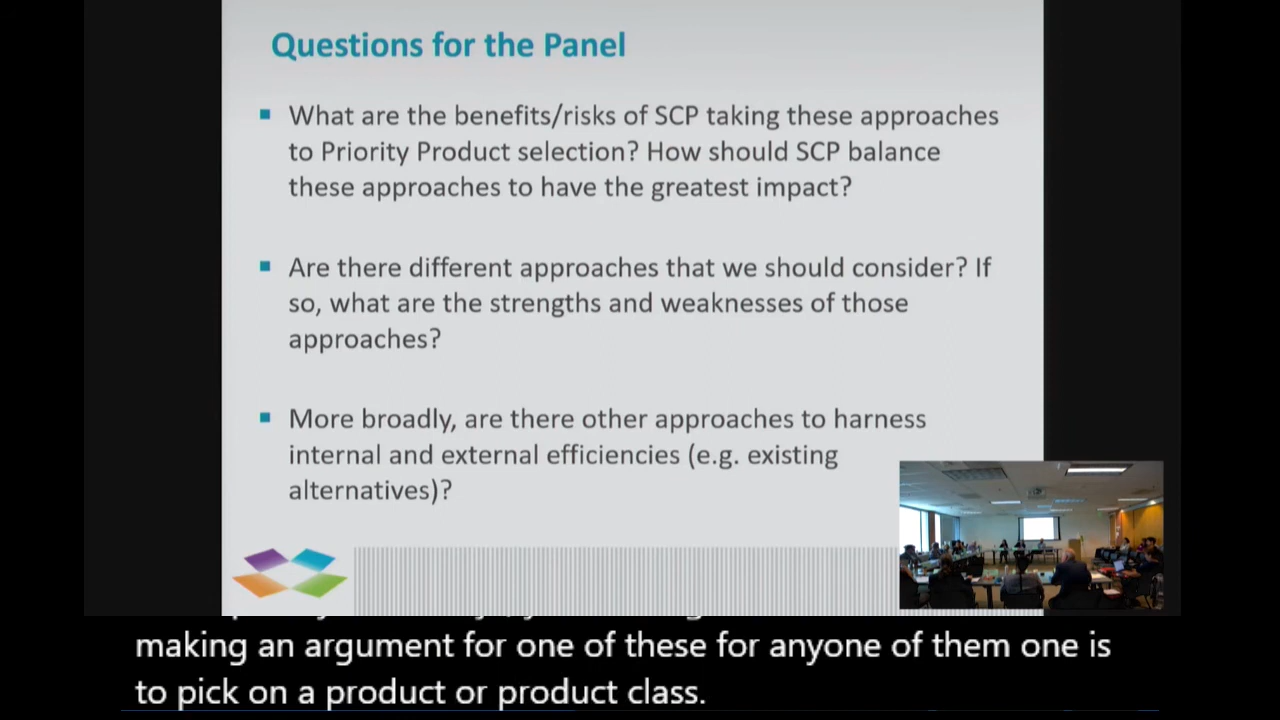 Questions for the Panel
What are the benefits/risks of SCP taking these approaches
to Priority Product selection? How should SCP balance
these approaches to have the greatest impact?
Are there different approaches that we should consider? If
so, what are the strengths and weaknesses of those
approaches?
More broadly, are there other approaches to harness
internal and external efficiencies (e.g. existing
alternatives)?
making an argument for one of these for anyone of them one is
to pick on a product or product class.